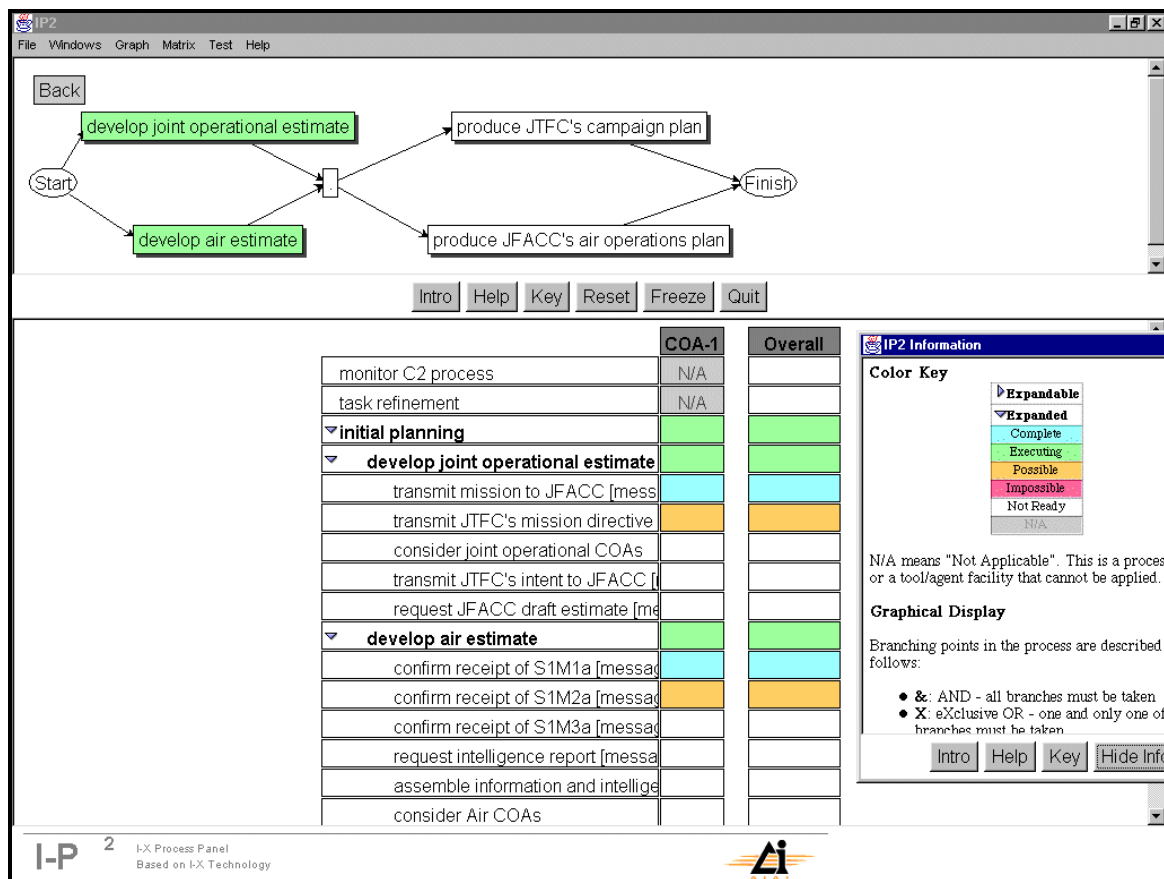 IP2
File Windows Graph Matrix Test Help
Back
develop joint operational estimate
produce JTFC's campaign plan
Start
.
Finish
develop air estimate
produce JFACC's air operations plan
Intro Help Key Reset Freeze Quit
COA-1 Overall
monitor C2 process N/A
task refinement N/A
initial planning
develop joint operational estimate
transmit mission to JFACC [mess
transmit JTFC's mission directive
consider joint operational COAs
transmit JTFC's intent to JFACC [
request JFACC draft estimate [me
develop air estimate
confirm receipt of S1M1a [messag
confirm receipt of S1M2a [messag
confirm receipt of S1M3a [messag
request intelligence report [messa
assemble information and intellige
consider Air COAs
IP2 Information
Color Key
Expandable
Expanded
Complete
Executing
Possible
Impossible
Not Ready
N/A
N/A means "Not Applicable". This is a proces
or a tool/agent facility that cannot be applied.
Graphical Display
Branching points in the process are described
follows:
&: AND - all branches must be taken
X: eXclusive OR - one and only one of
branches must be taken
Intro Help Key Hide Info
I-P 2
I-X Process Panel
Based on I-X Technology
AI
AIAI